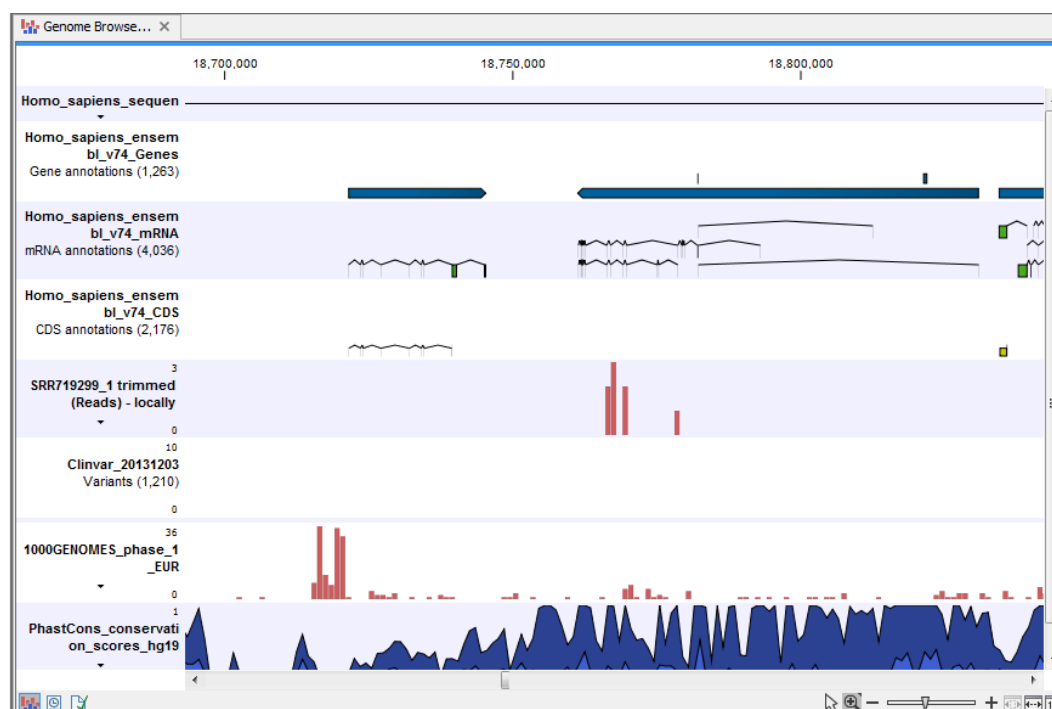 Genome Browse...
18,700,000 18,750,000 18,800,000
Homo_sapiens_sequen
Homo_sapiens_ensem
bl_v74_Genes
Gene annotations (1,263)
Homo_sapiens_ensem
bl_v74_mRNA
mRNA annotations (4,036)
Homo_sapiens_ensem
bl_v74_CDS
CDS annotations (2,176)
3
SRR719299_1 trimmed
(Reads) - locally
0
10
Clinvar_20131203
Variants (1,210)
0
36
1000GENOMES_phase_1
_EUR
0
1
PhastCons_conservati
on_scores_hg19